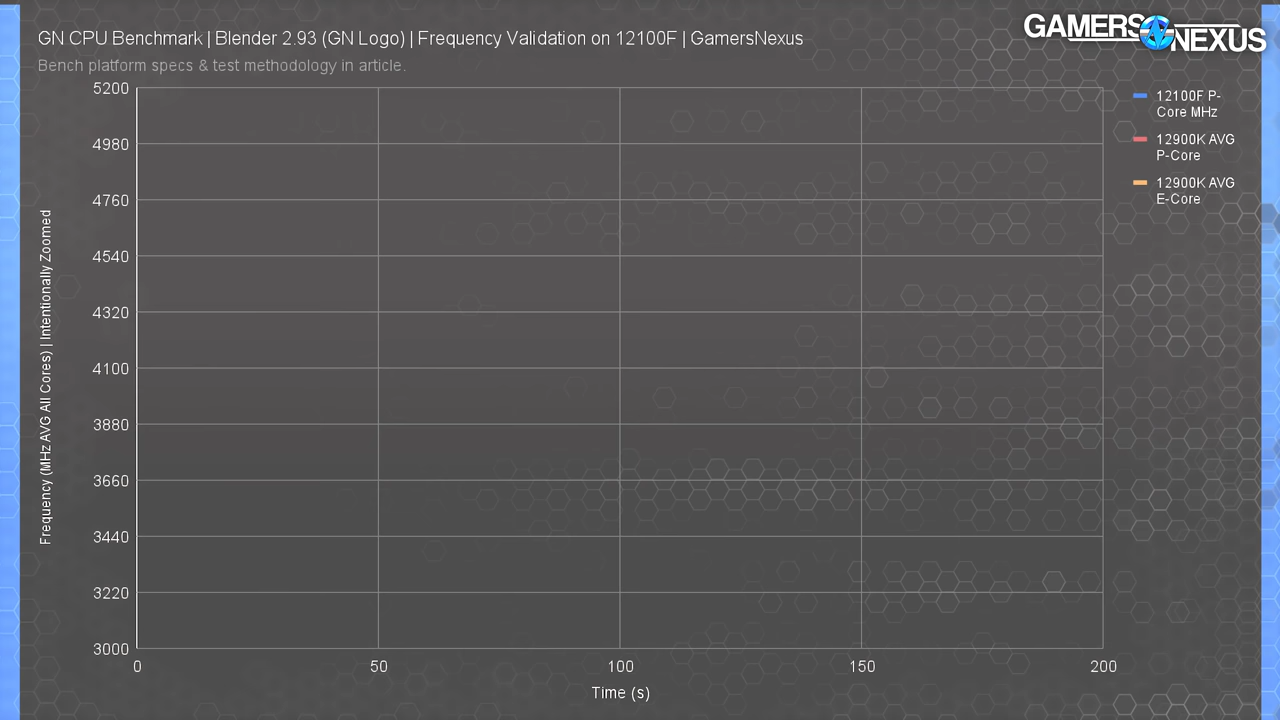 GAMERS NEXUS
GN CPU Benchmark | Blender 2.93 (GN Logo) | Frequency Validation on 12100F | GamersNexus
Bench platform specs & test methodology in article.
Frequency (MHz AVG All Cores) | Intentionally Zoomed
5200
4980
4760
4540
4320
4100
3880
3660
3440
3220
3000
0
50
100
150
200
Time (s)
12100F P-
Core MHz
12900K AVG
P-Core
12900K AVG
E-Core